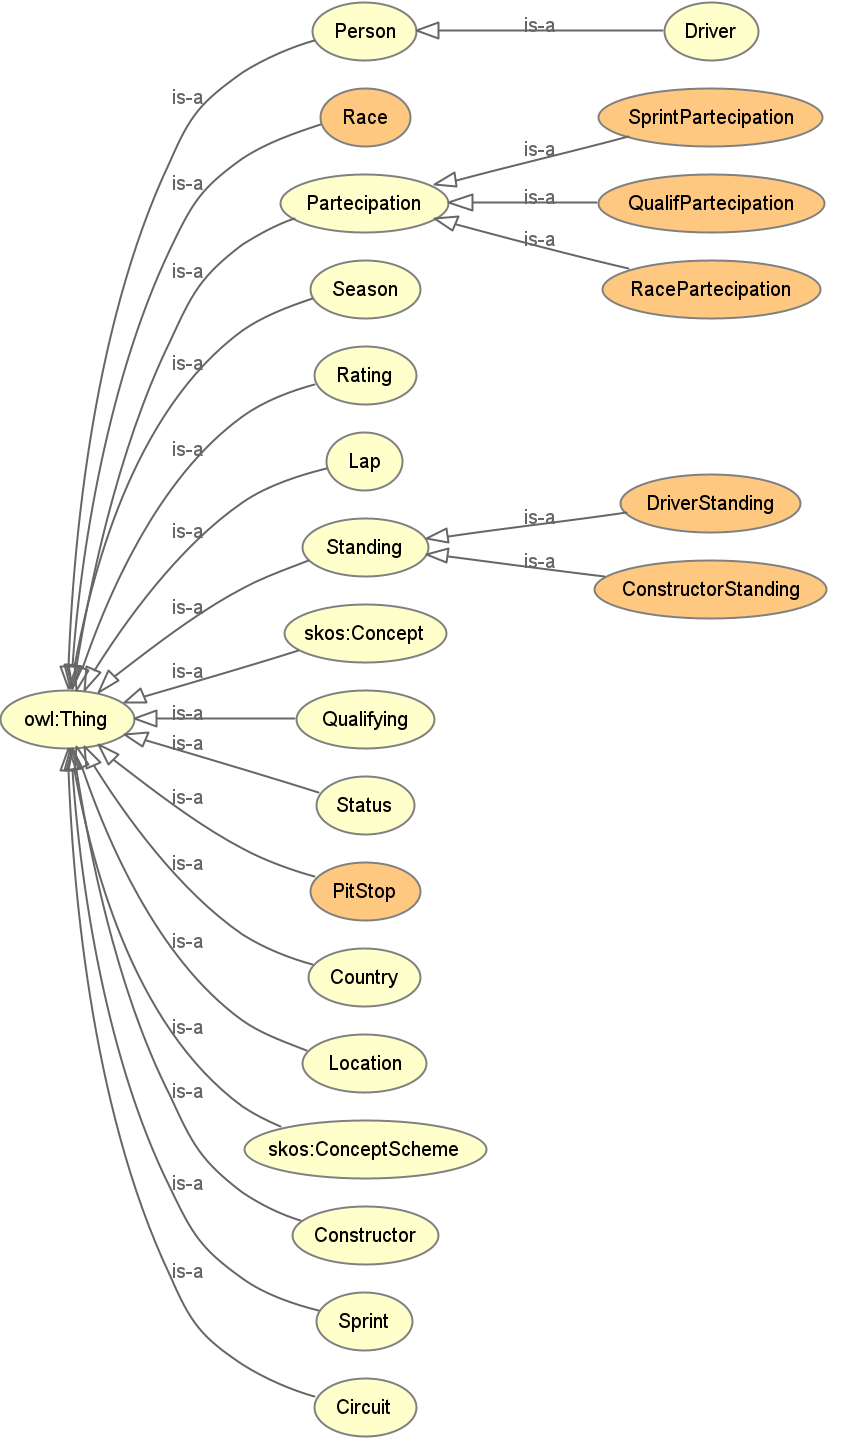 Person
is-a
Driver
is-a
Race
SprintPartecipation
is-a
is-a
Partecipation
is-a
QualifPartecipation
is-a
is-a
Season
RacePartecipation
is-a
Rating
is-a
Lap
is-a
Standing
is-a
DriverStanding
is-a
ConstructorStanding
is-a
skos:Concept
is-a
owl:Thing
is-a
Qualifying
is-a
Status
is-a
PitStop
is-a
Country
is-a
Location
is-a
skos:ConceptScheme
is-a
Constructor
is-a
Sprint
is-a
Circuit